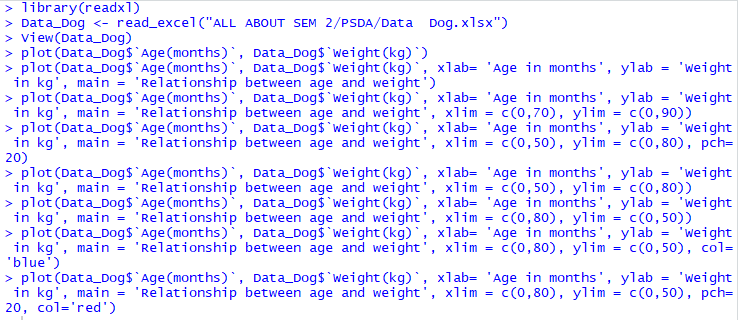 > library(readxl)
> Data_Dog <- read_excel("ALL ABOUT SEM 2/PSDA/Data  Dog.xlsx")
> View(Data_Dog)
> plot(Data_Dog$`Age(months)`, Data_Dog$`Weight(kg)`)
> plot(Data_Dog$`Age(months)`, Data_Dog$`Weight(kg)`, xlab= 'Age in months', ylab = 'Weight
 in kg', main = 'Relationship between age and weight')
> plot(Data_Dog$`Age(months)`, Data_Dog$`Weight(kg)`, xlab= 'Age in months', ylab = 'Weight
 in kg', main = 'Relationship between age and weight', xlim = c(0,70), ylim = c(0,90))
> plot(Data_Dog$`Age(months)`, Data_Dog$`Weight(kg)`, xlab= 'Age in months', ylab = 'Weight
 in kg', main = 'Relationship between age and weight', xlim = c(0,50), ylim = c(0,80), pch=
20)
> plot(Data_Dog$`Age(months)`, Data_Dog$`Weight(kg)`, xlab= 'Age in months', ylab = 'Weight
 in kg', main = 'Relationship between age and weight', xlim = c(0,50), ylim = c(0,80))
> plot(Data_Dog$`Age(months)`, Data_Dog$`Weight(kg)`, xlab= 'Age in months', ylab = 'Weight
 in kg', main = 'Relationship between age and weight', xlim = c(0,80), ylim = c(0,50))
> plot(Data_Dog$`Age(months)`, Data_Dog$`Weight(kg)`, xlab= 'Age in months', ylab = 'Weight
 in kg', main = 'Relationship between age and weight', xlim = c(0,80), ylim = c(0,50), col=
'blue')
> plot(Data_Dog$`Age(months)`, Data_Dog$`Weight(kg)`, xlab= 'Age in months', ylab = 'Weight
 in kg', main = 'Relationship between age and weight', xlim = c(0,80), ylim = c(0,50), pch=
20, col='red')